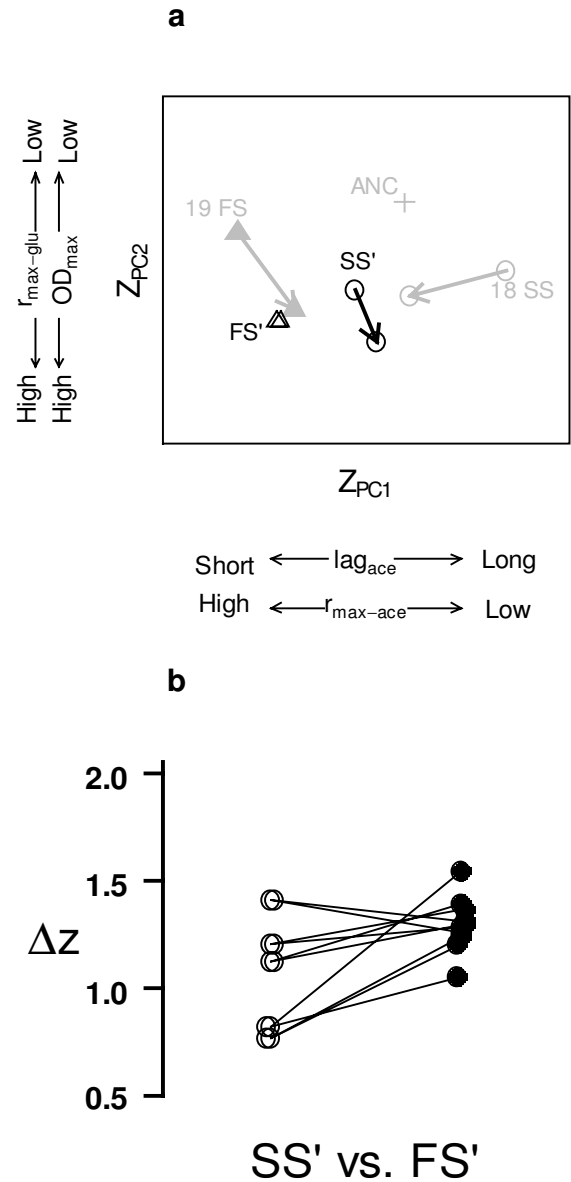 a
Low Low
r_max−glu OD_max
High High
Z_PC2
ANC
19 FS
SS'
18 SS
FS'
Z_PC1
Short lag_ace Long
High r_max−ace Low
b
2.0
1.5
Δz
1.0
0.5
SS' vs. FS'